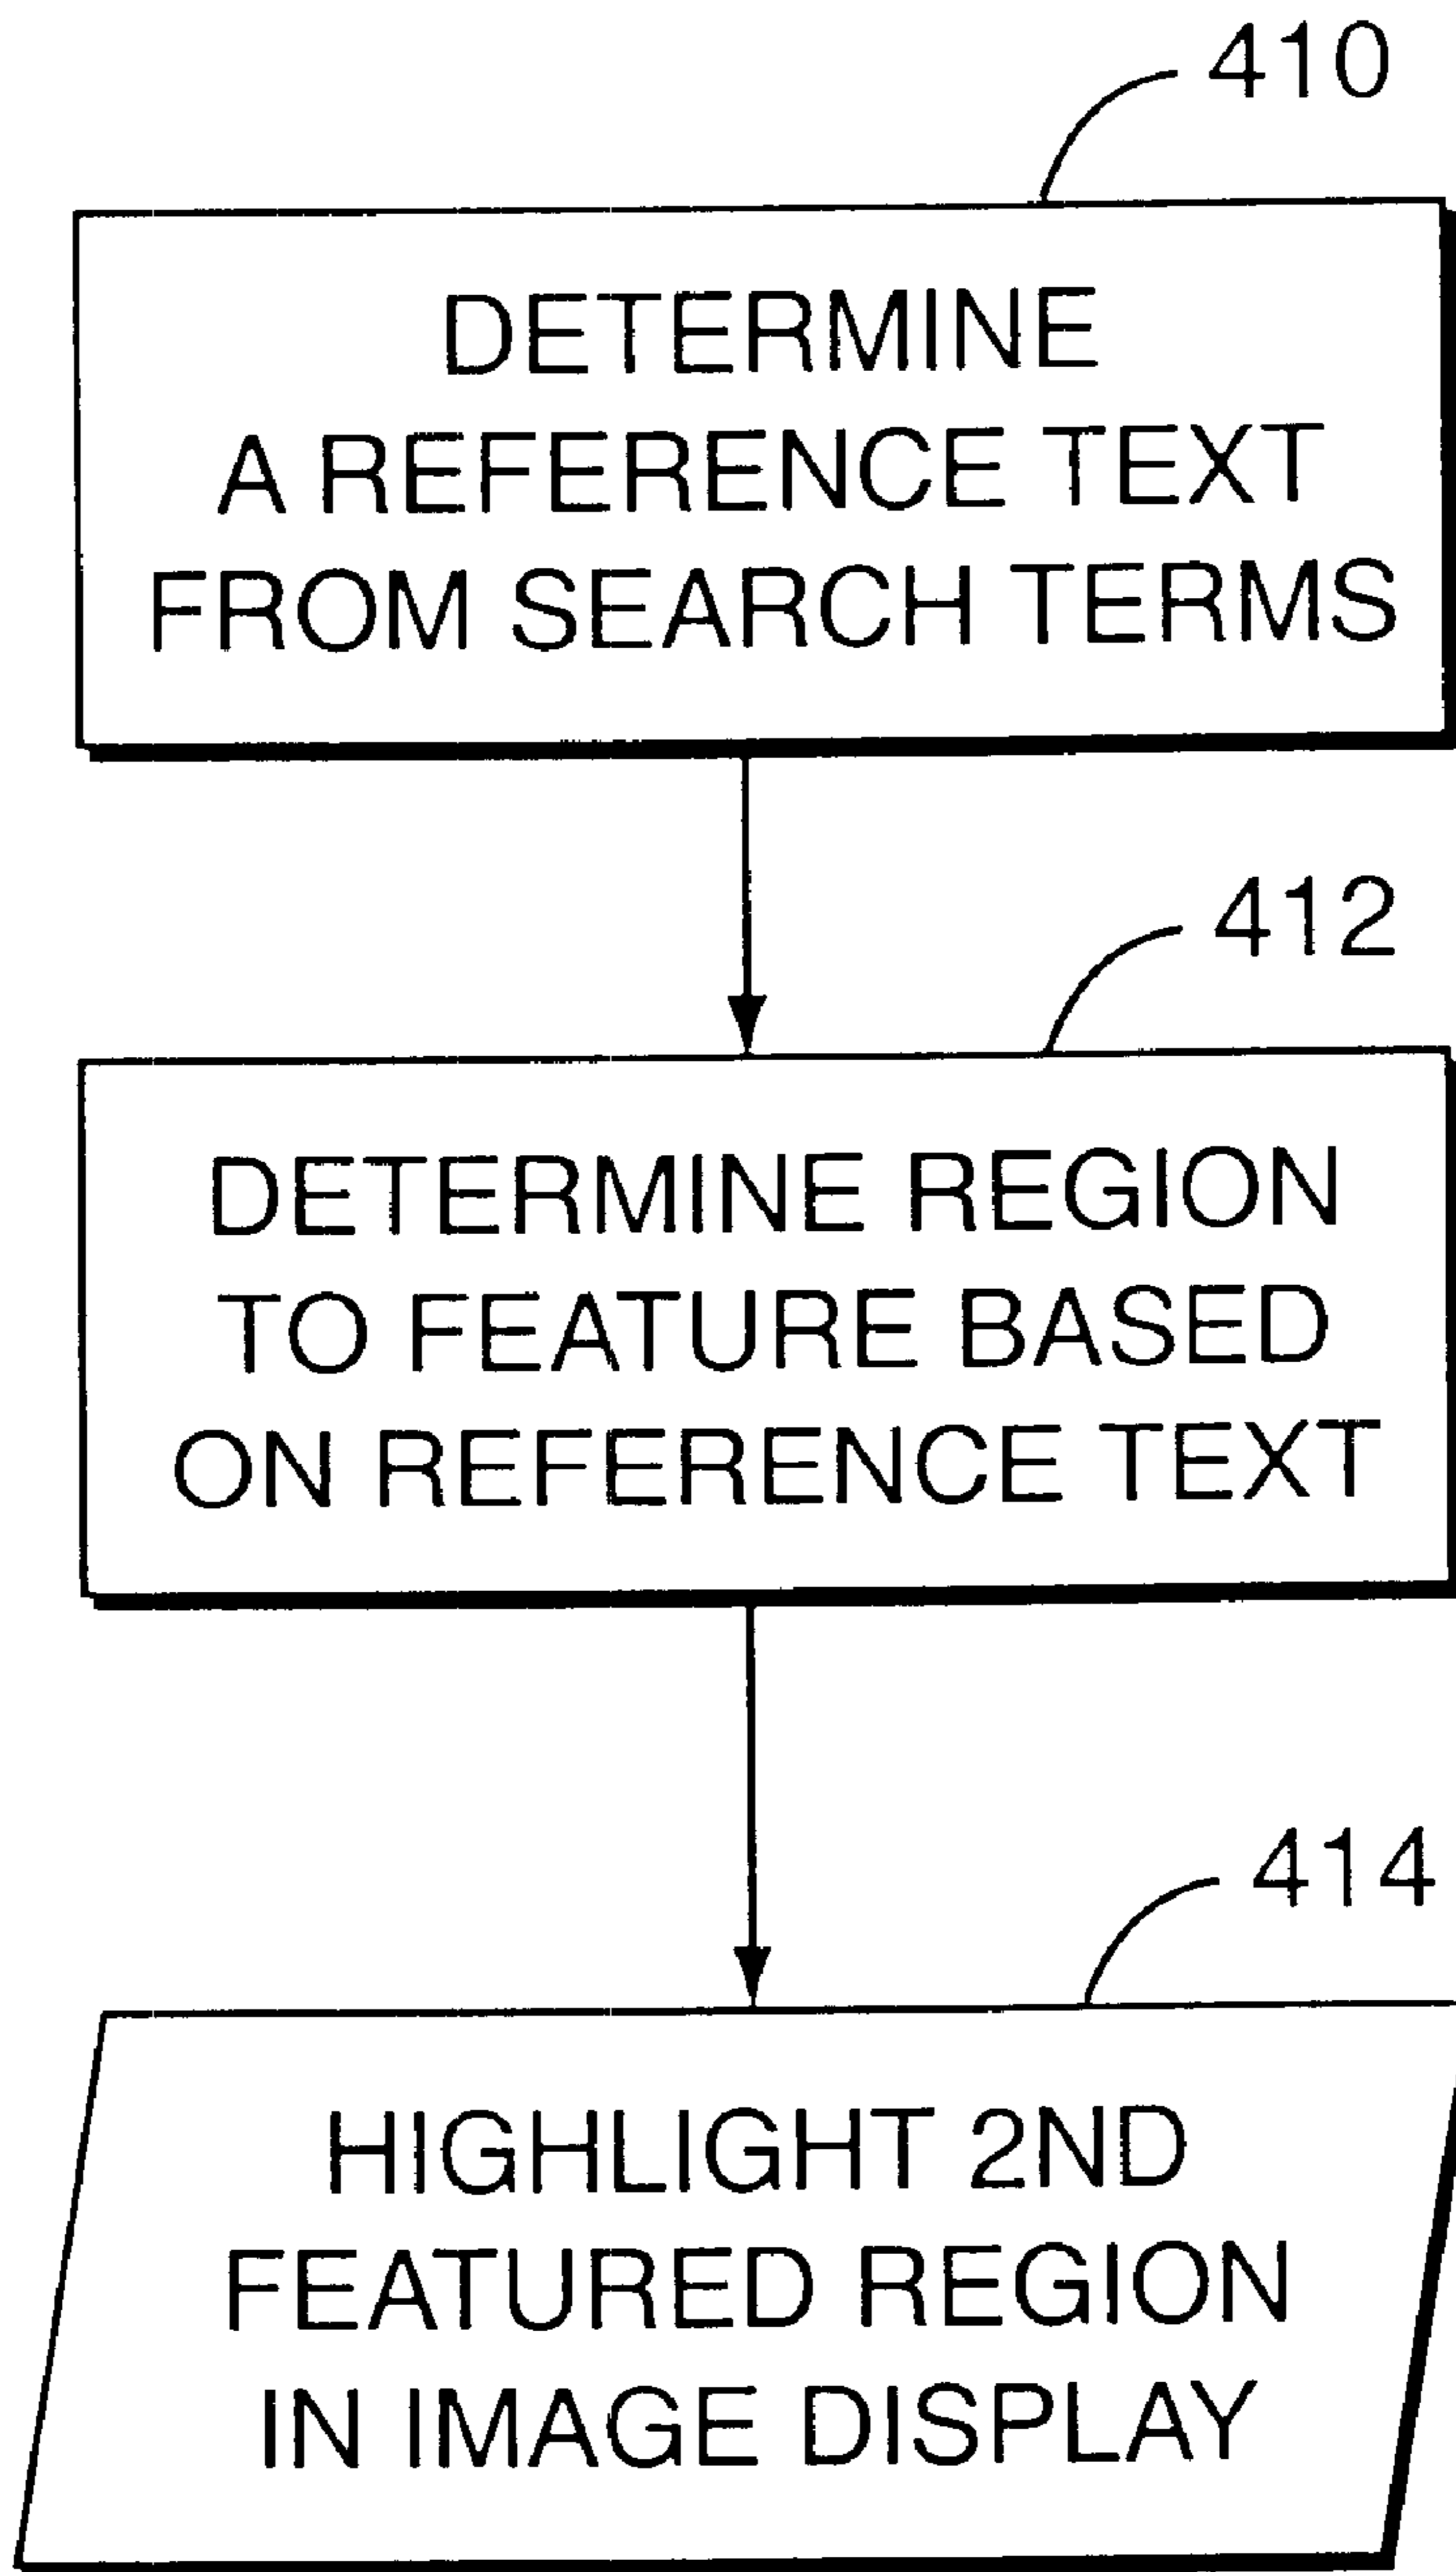 410
DETERMINE
A REFERENCE TEXT
FROM SEARCH TERMS
412
DETERMINE REGION
TO FEATURE BASED
ON REFERENCE TEXT
414
HIGHLIGHT 2ND
FEATURED REGION
IN IMAGE DISPLAY